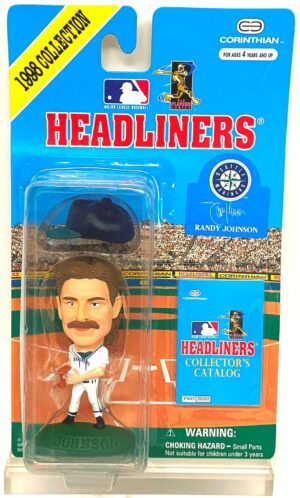 1998 COLLECTION
CORINTHIAN
FOR AGES 4 YEARS AND UP
MAJOR LEAGUE BASEBALL
HEADLINERS®
SEATTLE
MARINERS
RANDY JOHNSON
CORINTHIAN
HEADLINERS
COLLECTOR'S
CATALOG
JOHNSON
WARNING:
CHOKING HAZARD — Small Parts
Not suitable for children under 3 years